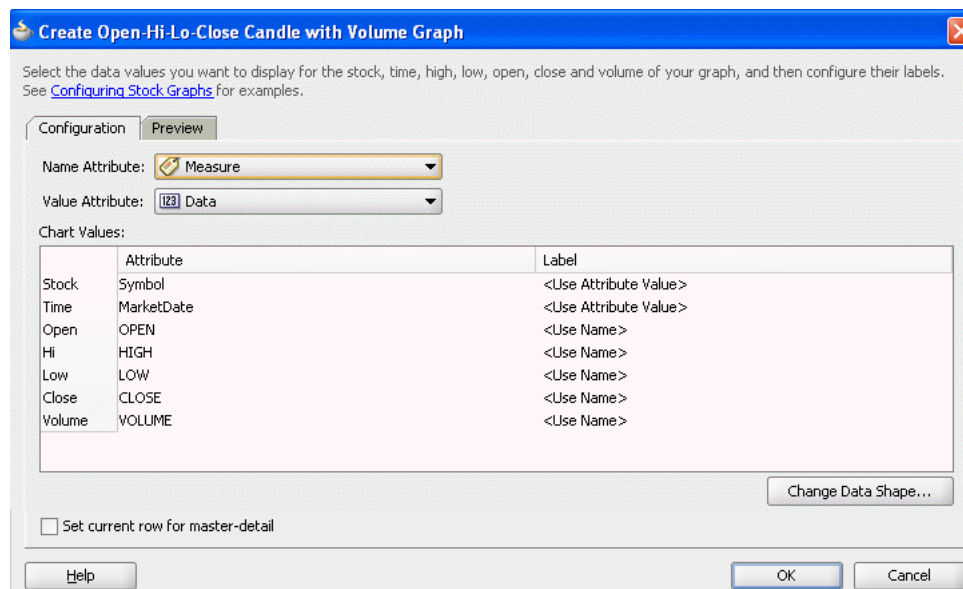 Create Open-Hi-Lo-Close Candle with Volume Graph
Select the data values you want to display for the stock, time, high, low, open, close and volume of your graph, and then configure their labels.
See Configuring Stock Graphs for examples.
Configuration Preview
Name Attribute: Measure
Value Attribute: 123 Data
Chart Values:
Attribute Label
Stock Symbol <Use Attribute Value>
Time MarketDate <Use Attribute Value>
Open OPEN <Use Name>
Hi HIGH <Use Name>
Low LOW <Use Name>
Close CLOSE <Use Name>
Volume VOLUME <Use Name>
Change Data Shape...
Set current row for master-detail
Help OK Cancel